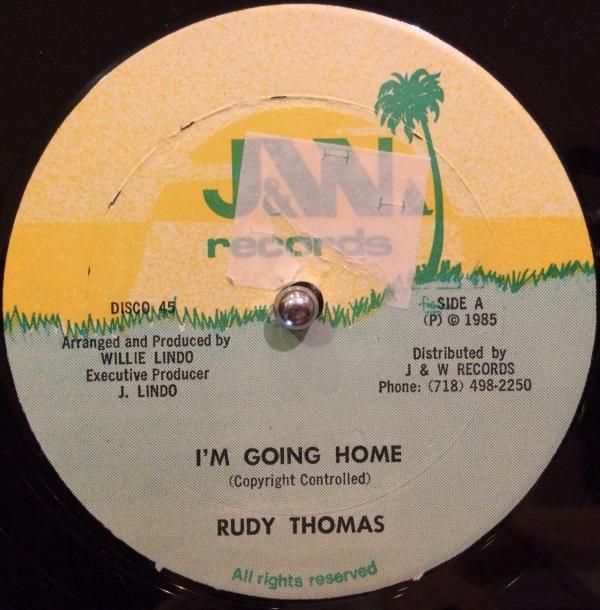 J&W
records
DISCO 45
Arranged and Produced by
WILLIE LINDO
Executive Producer
J. LINDO
SIDE A
(P) © 1985
Distributed by
J & W RECORDS
Phone: (718) 498-2250
I'M GOING HOME
(Copyright Controlled)
RUDY THOMAS
All rights reserved